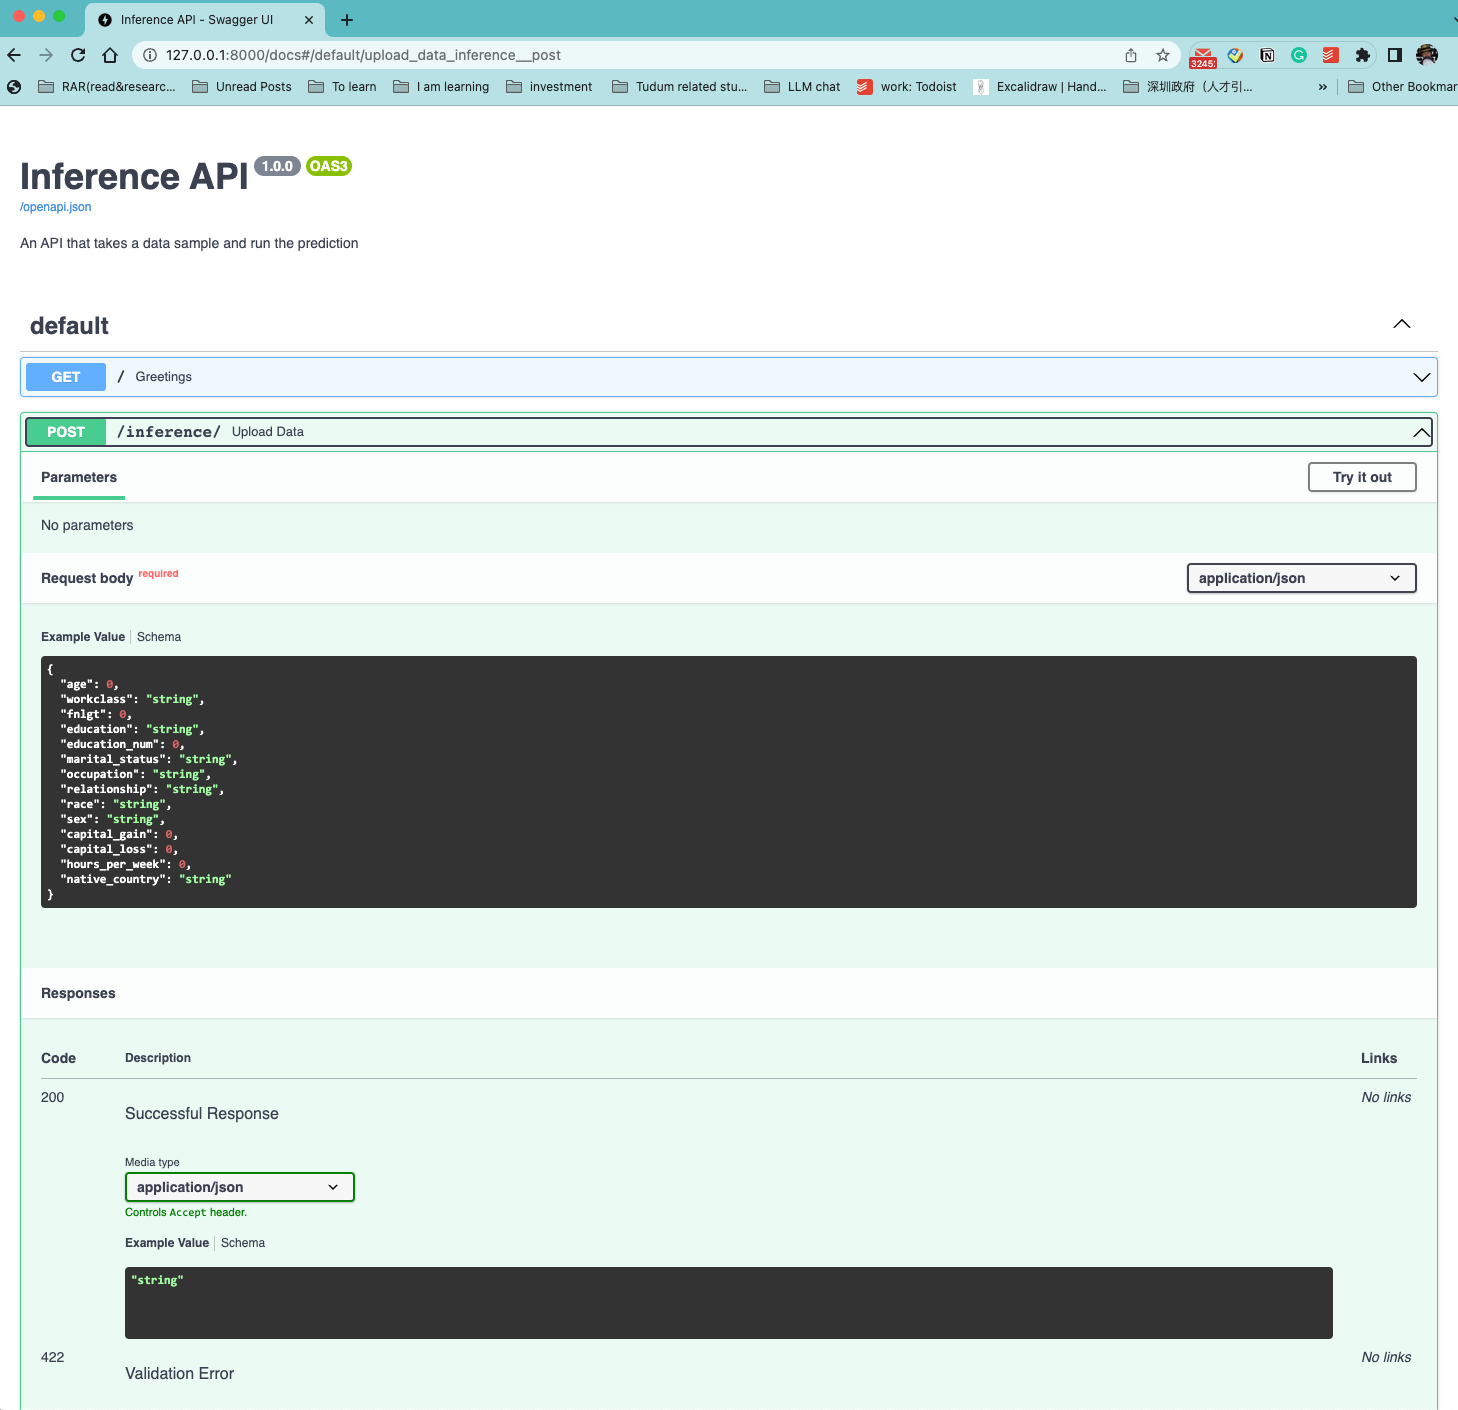 Inference API - Swagger UI
127.0.0.1:8000/docs#/default/upload_data_inference__post
3245
RAR(read&researc...
Unread Posts
To learn
I am learning
investment
Tudum related stu...
LLM chat
work: Todoist
Excalidraw | Hand...
深圳政府（人才引...
»
Other Bookmar
Inference API 1.0.0 OAS3
/openapi.json
An API that takes a data sample and run the prediction
default
GET / Greetings
POST /inference/ Upload Data
Parameters
Try it out
No parameters
Request body required
application/json
Example Value Schema
{
"age": 0,
"workclass": "string",
"fnlgt": 0,
"education": "string",
"education_num": 0,
"marital_status": "string",
"occupation": "string",
"relationship": "string",
"race": "string",
"sex": "string",
"capital_gain": 0,
"capital_loss": 0,
"hours_per_week": 0,
"native_country": "string"
}
Responses
Code Description Links
200
Successful Response
No links
Media type
application/json
Controls Accept header.
Example Value Schema
"string"
422
Validation Error
No links